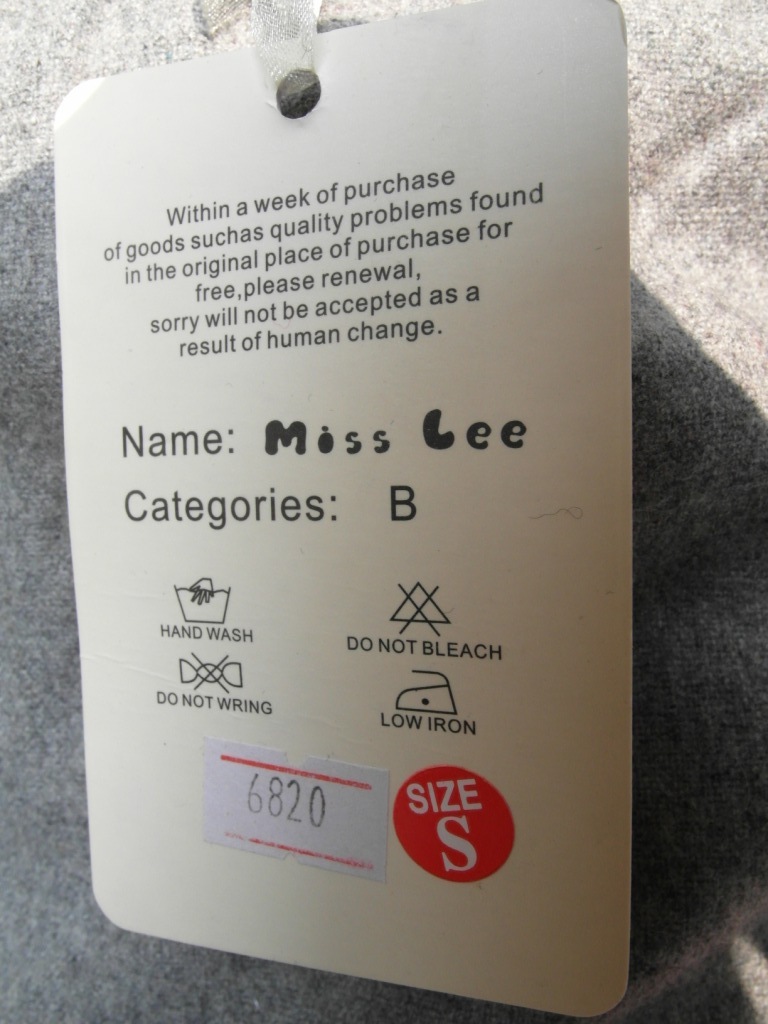 Within a week of purchase
of goods suchas quality problems found
in the original place of purchase for
free,please renewal,
sorry will not be accepted as a
result of human change.
Name: Miss Lee
Categories: B
HAND WASH
DO NOT BLEACH
DO NOT WRING
LOW IRON
6820
SIZE
S